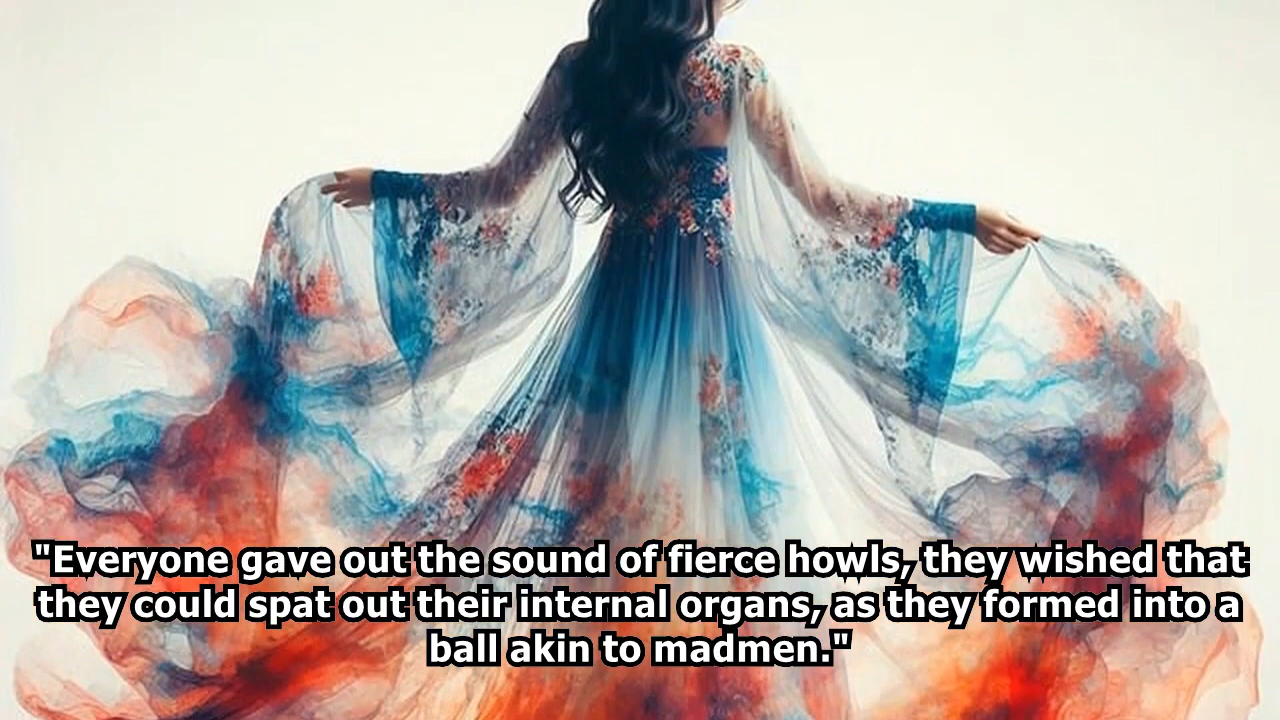 "Everyone gave out the sound of fierce howls, they wished that
they could spat out their internal organs, as they formed into a
ball akin to madmen."